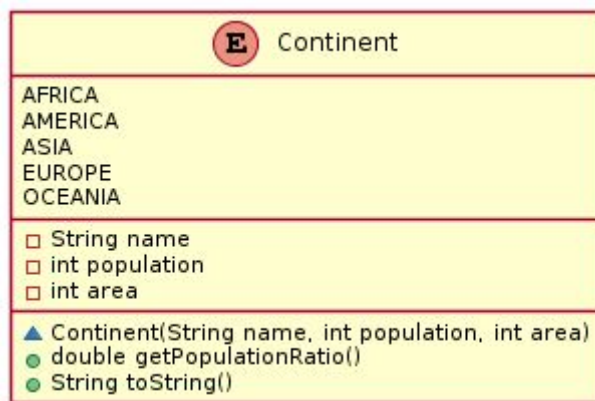 E Continent
AFRICA
AMERICA
ASIA
EUROPE
OCEANIA
String name
int population
int area
Continent(String name, int population, int area)
double getPopulationRatio()
String toString()